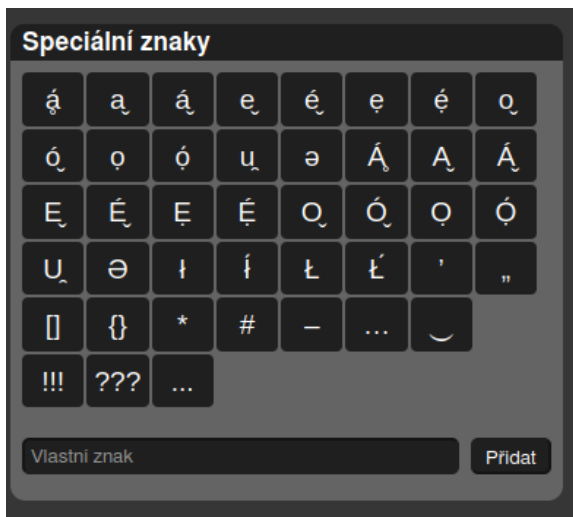 Speciální znaky
ḁ́ a̮ á̮ e̮ é̮ ẹ ẹ́ o̮
ó̮ ọ ọ́ ṷ ə Ḁ́ A̮ Á̮
E̮ É̮ Ẹ Ẹ́ O̮ Ó̮ Ọ Ọ́
Ṷ Ə ł ł́ Ł Ł́ ’ „
[] {} * # – … ‿
!!! ??? ...
Vlastní znak Přidat